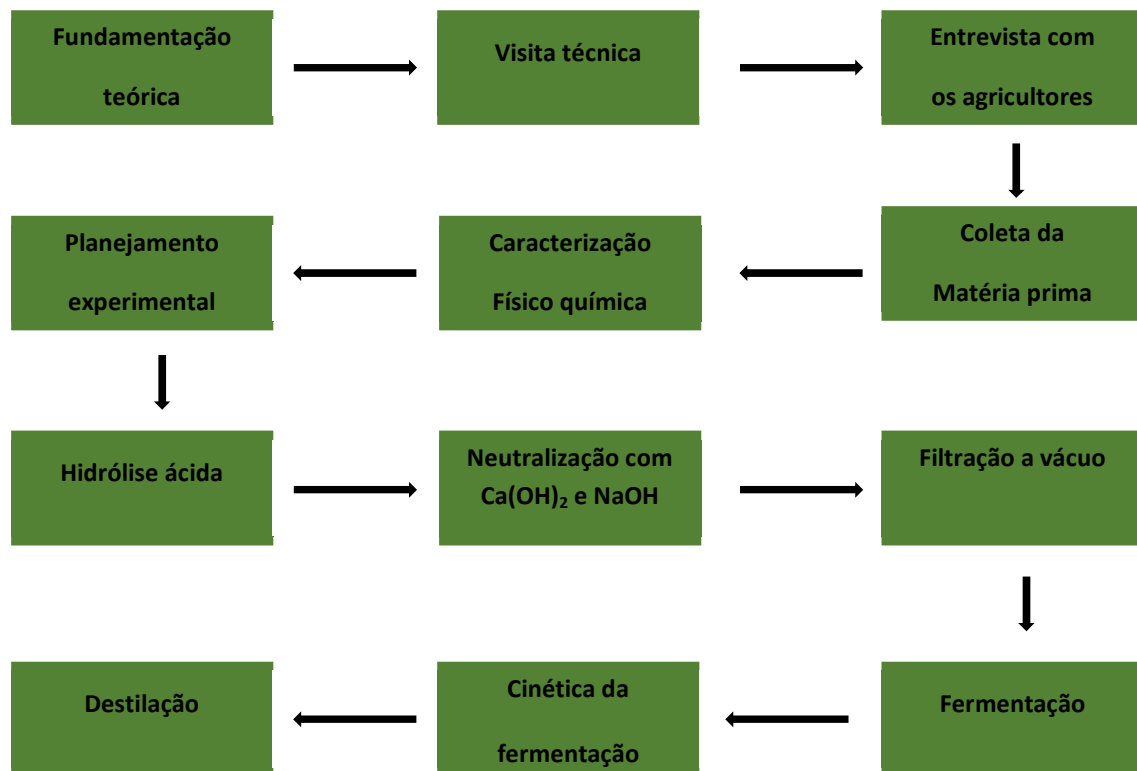 Fundamentação
teórica
Visita técnica
Entrevista com
os agricultores
Coleta da
Matéria prima
Caracterização
Físico química
Planejamento
experimental
Hidrólise ácida
Neutralização com
Ca(OH)₂ e NaOH
Filtração a vácuo
Fermentação
Cinética da
fermentação
Destilação